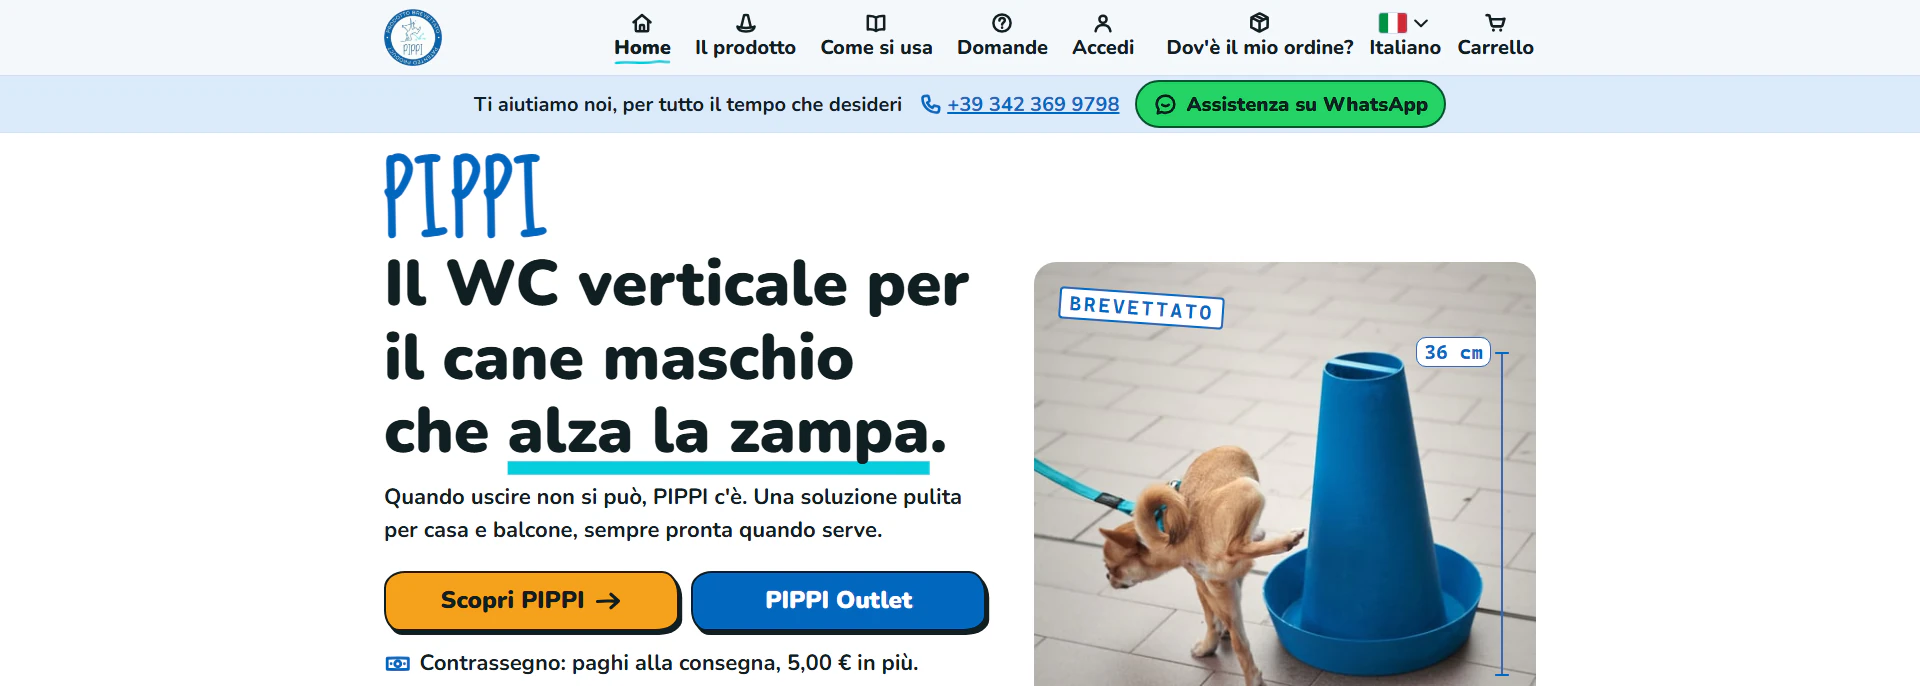 PRODOTTO BREVETTATO
PIPPI
Home
Il prodotto
Come si usa
Domande
Accedi
Dov'è il mio ordine?
Italiano
Carrello
Ti aiutiamo noi, per tutto il tempo che desideri
+39 342 369 9798
Assistenza su WhatsApp
PIPPI
Il WC verticale per
il cane maschio
che alza la zampa.
Quando uscire non si può, PIPPI c'è. Una soluzione pulita
per casa e balcone, sempre pronta quando serve.
Scopri PIPPI
PIPPI Outlet
Contrassegno: paghi alla consegna, 5,00 € in più.
BREVETTATO
36 cm